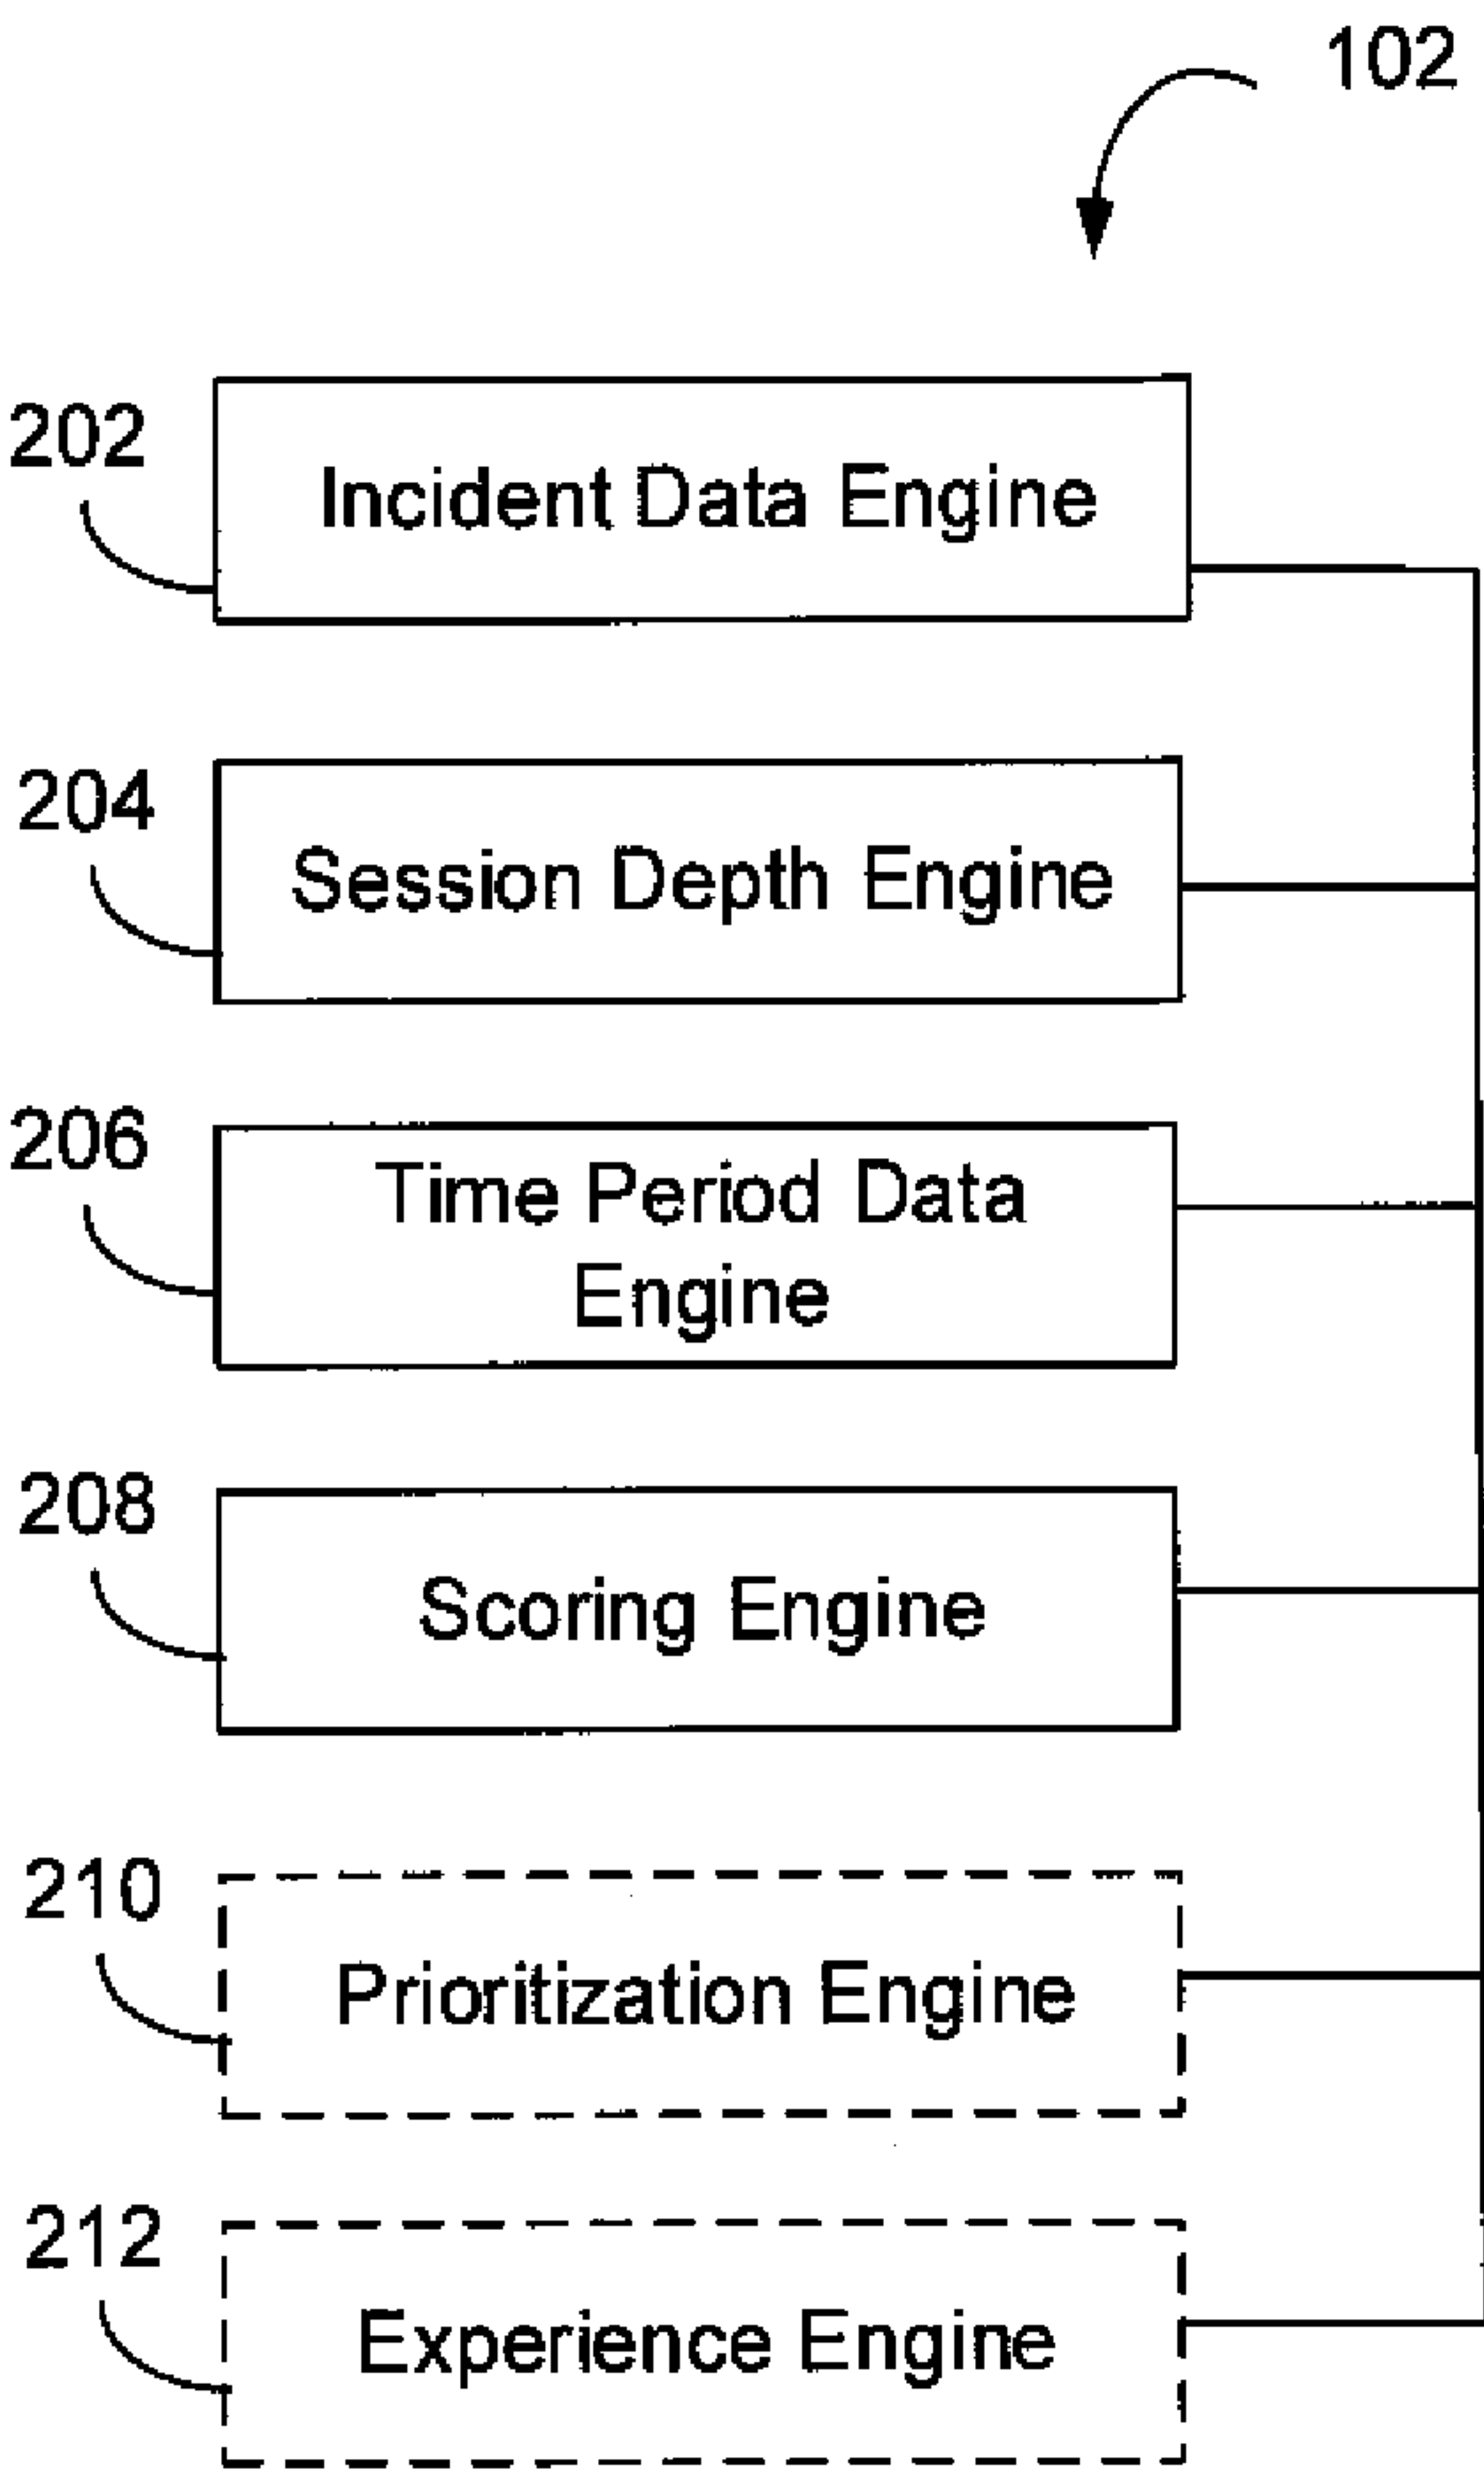 102
202
Incident Data Engine
204
Session Depth Engine
206
Time Period Data
Engine
208
Scoring Engine
210
Prioritization Engine
212
Experience Engine